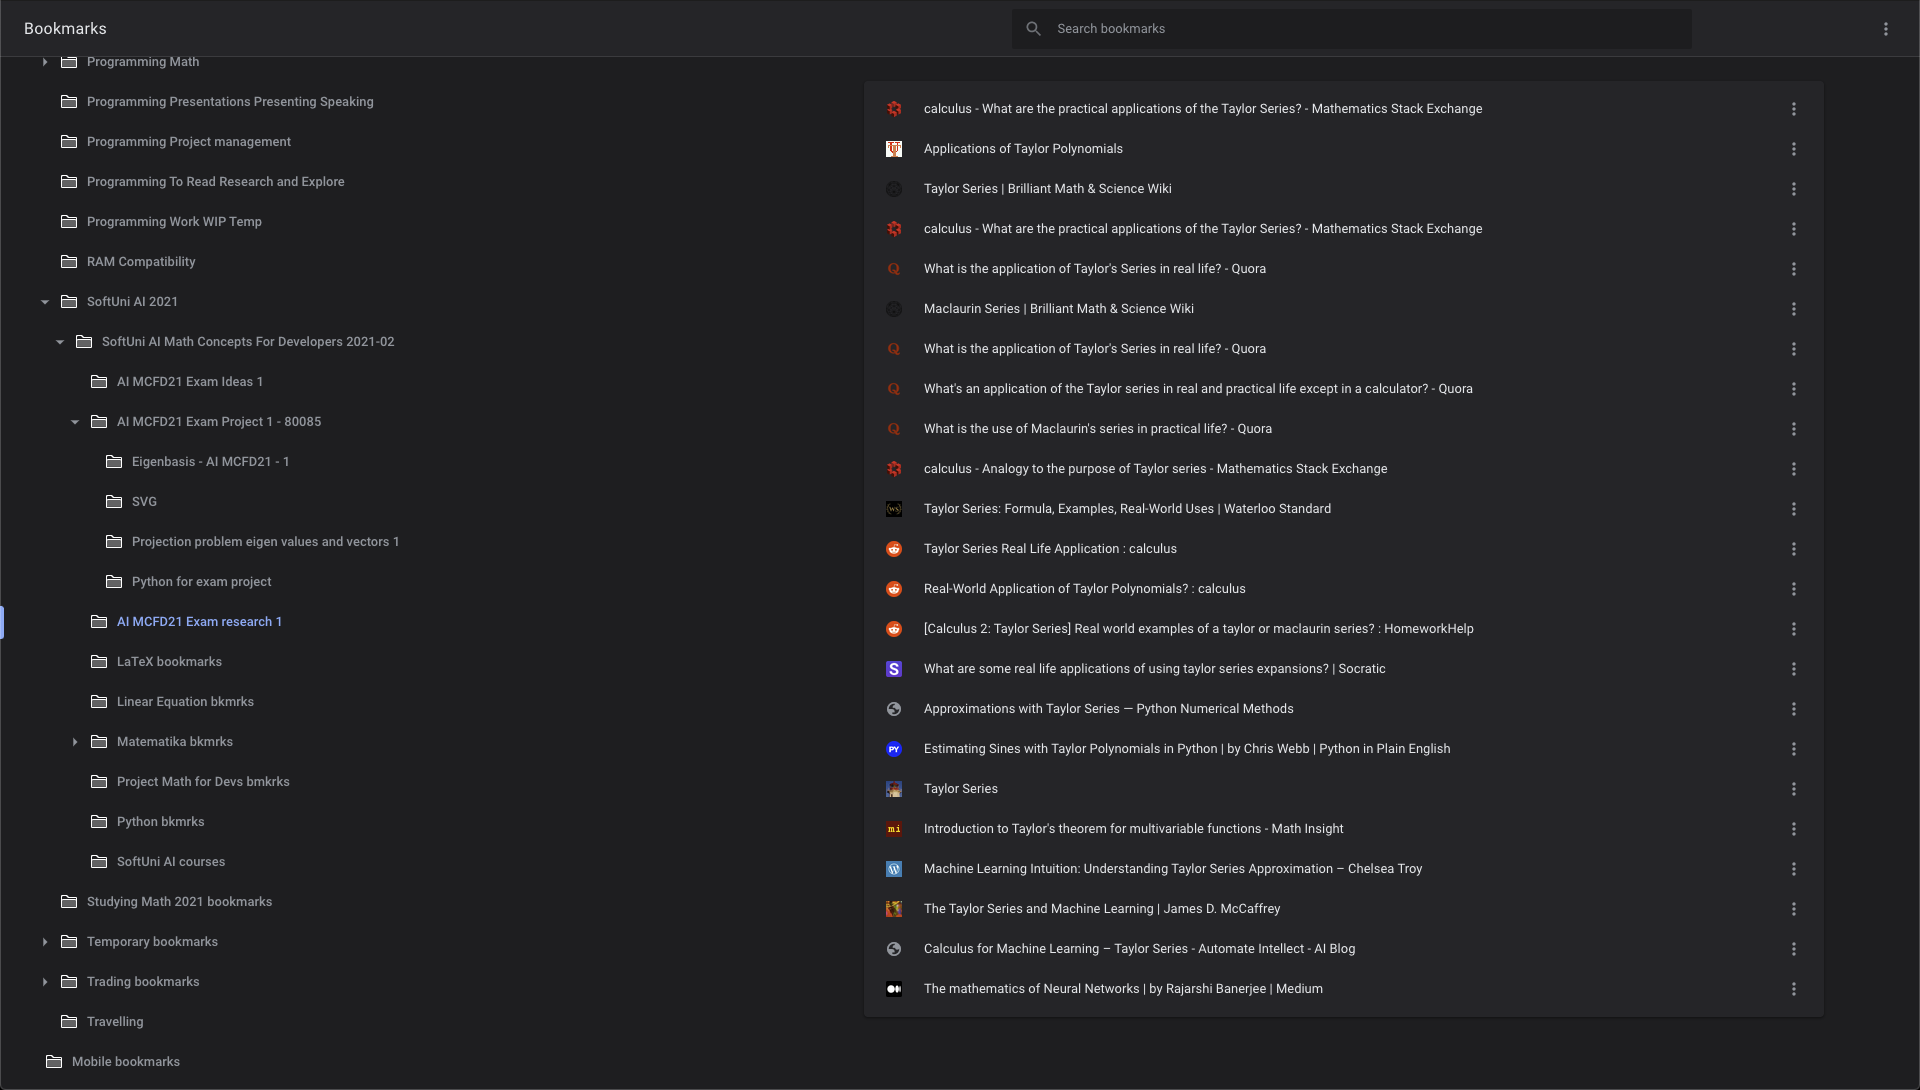 Bookmarks
Search bookmarks
Programming Math
Programming Presentations Presenting Speaking
Programming Project management
Programming To Read Research and Explore
Programming Work WIP Temp
RAM Compatibility
SoftUni AI 2021
SoftUni AI Math Concepts For Developers 2021-02
AI MCFD21 Exam Ideas 1
AI MCFD21 Exam Project 1 - 80085
Eigenbasis - AI MCFD21 - 1
SVG
Projection problem eigen values and vectors 1
Python for exam project
AI MCFD21 Exam research 1
LaTeX bookmarks
Linear Equation bkmrks
Matematika bkmrks
Project Math for Devs bmkrks
Python bkmrks
SoftUni AI courses
Studying Math 2021 bookmarks
Temporary bookmarks
Trading bookmarks
Travelling
Mobile bookmarks
calculus - What are the practical applications of the Taylor Series? - Mathematics Stack Exchange
Applications of Taylor Polynomials
Taylor Series | Brilliant Math & Science Wiki
calculus - What are the practical applications of the Taylor Series? - Mathematics Stack Exchange
Q What is the application of Taylor's Series in real life? - Quora
Maclaurin Series | Brilliant Math & Science Wiki
Q What is the application of Taylor's Series in real life? - Quora
Q What's an application of the Taylor series in real and practical life except in a calculator? - Quora
Q What is the use of Maclaurin's series in practical life? - Quora
calculus - Analogy to the purpose of Taylor series - Mathematics Stack Exchange
WS Taylor Series: Formula, Examples, Real-World Uses | Waterloo Standard
Taylor Series Real Life Application : calculus
Real-World Application of Taylor Polynomials? : calculus
[Calculus 2: Taylor Series] Real world examples of a taylor or maclaurin series? : HomeworkHelp
S What are some real life applications of using taylor series expansions? | Socratic
Approximations with Taylor Series — Python Numerical Methods
PY Estimating Sines with Taylor Polynomials in Python | by Chris Webb | Python in Plain English
Taylor Series
mi Introduction to Taylor's theorem for multivariable functions - Math Insight
W Machine Learning Intuition: Understanding Taylor Series Approximation – Chelsea Troy
The Taylor Series and Machine Learning | James D. McCaffrey
Calculus for Machine Learning – Taylor Series - Automate Intellect - AI Blog
The mathematics of Neural Networks | by Rajarshi Banerjee | Medium